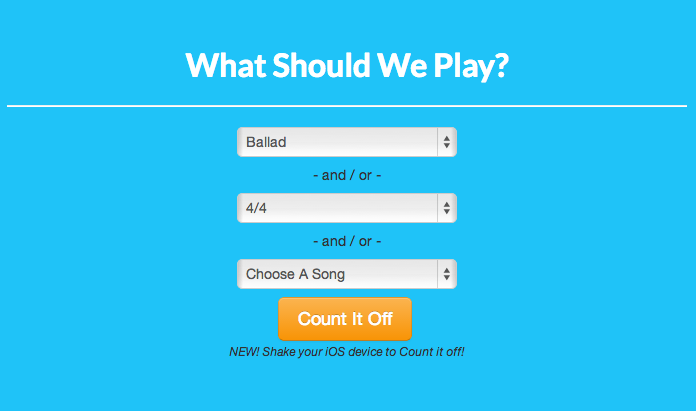 What Should We Play?
Ballad
- and / or -
4/4
- and / or -
Choose A Song
Count It Off
NEW! Shake your iOS device to Count it off!